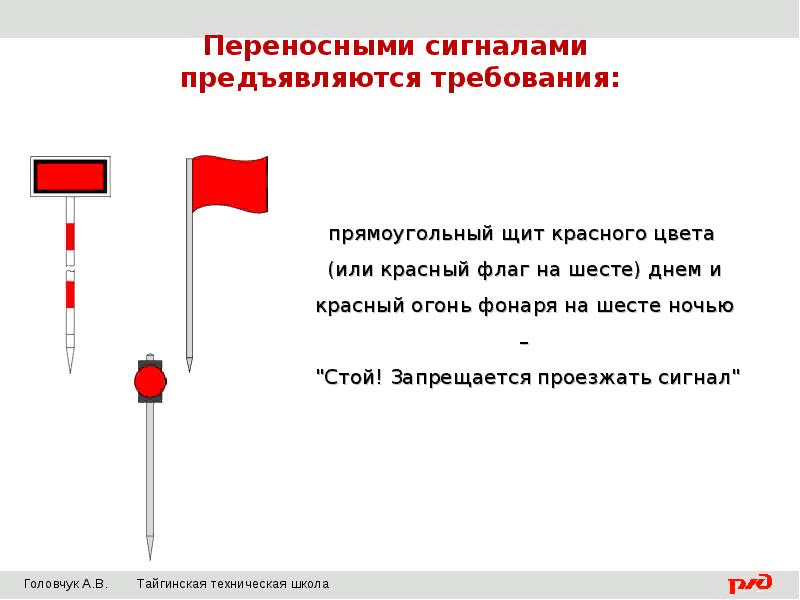 Переносными сигналами
предъявляются требования:
прямоугольный щит красного цвета
(или красный флаг на шесте) днем и
красный огонь фонаря на шесте ночью
–
"Стой! Запрещается проезжать сигнал"
Головчук А.В. Тайгинская техническая школа
ржд